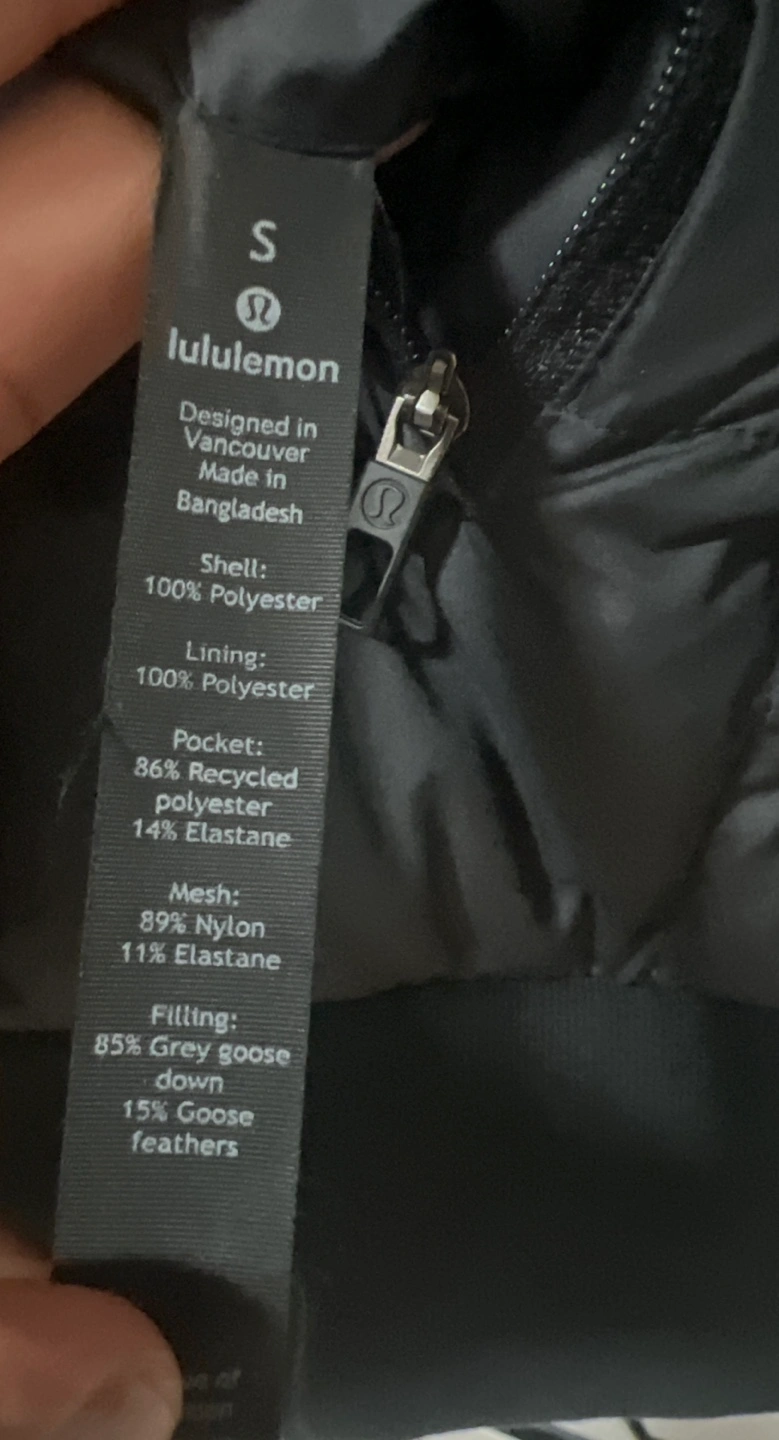 S
lululemon
Designed in
Vancouver
Made in
Bangladesh
Shell:
100% Polyester
Lining:
100% Polyester
Pocket:
86% Recycled
polyester
14% Elastane
Mesh:
89% Nylon
11% Elastane
Filling:
85% Grey goose
down
15% Goose
feathers